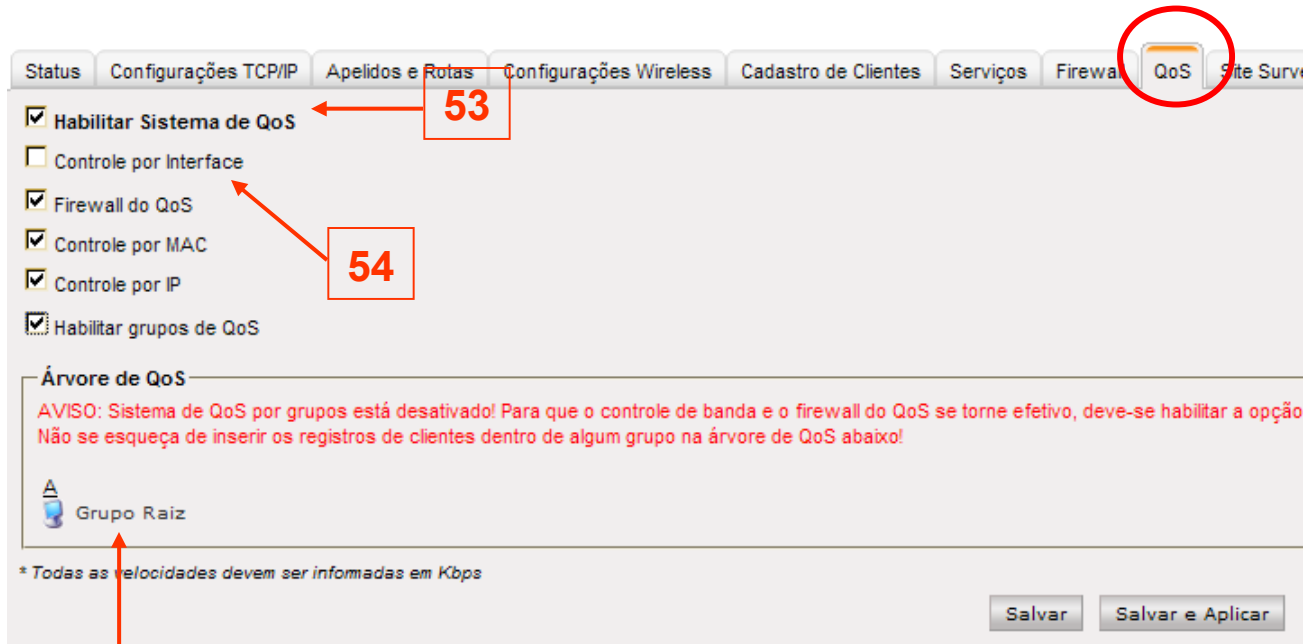 Status Configurações TCP/IP Apelidos e Rotas Configurações Wireless Cadastro de Clientes Serviços Firewall QoS Site Surve
Habilitar Sistema de QoS
53
Controle por Interface
Firewall do QoS
Controle por MAC
54
Controle por IP
Habilitar grupos de QoS
Árvore de QoS
AVISO: Sistema de QoS por grupos está desativado! Para que o controle de banda e o firewall do QoS se torne efetivo, deve-se habilitar a opção
Não se esqueça de inserir os registros de clientes dentro de algum grupo na árvore de QoS abaixo!
A
Grupo Raiz
* Todas as velocidades devem ser infomadas em Kbps
Salvar Salvar e Aplicar